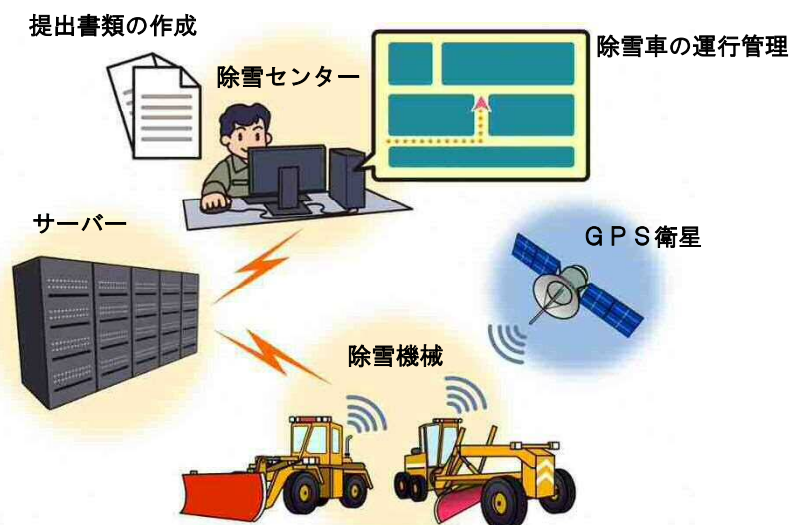 提出書類の作成
除雪センター
除雪車の運行管理
サーバー
ＧＰＳ衛星
除雪機械